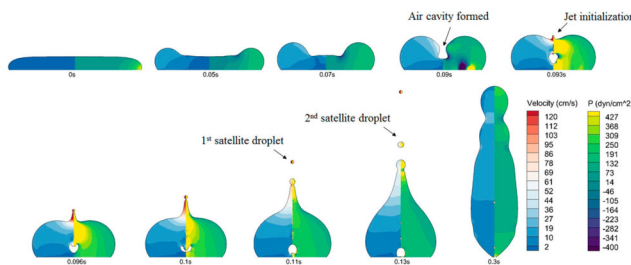 Air cavity formed
Jet initialization
0s
0.05s
0.07s
0.09s
0.093s
1st satellite droplet
2nd satellite droplet
Velocity (cm/s)
120
112
103
95
86
78
69
61
52
44
36
27
19
10
2
P (dyn/cm^2
427
368
309
250
191
132
73
14
-46
-105
-164
-223
-282
-341
-400
0.096s
0.1s
0.11s
0.13s
0.3s